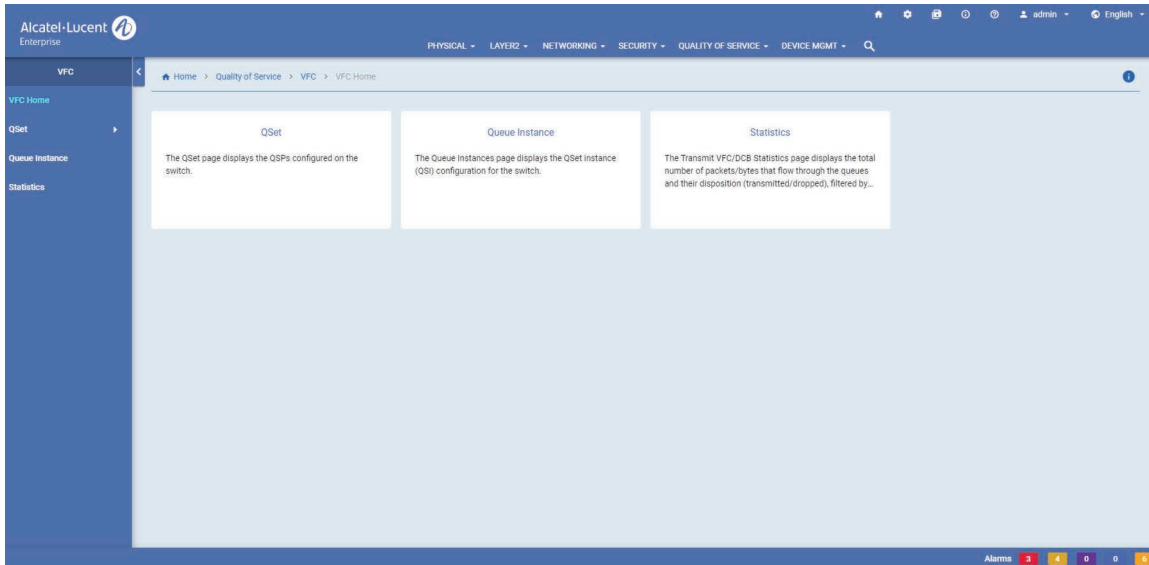 Alcatel·Lucent
Enterprise
admin
English
PHYSICAL LAYER2 NETWORKING SECURITY QUALITY OF SERVICE DEVICE MGMT
VFC
Home > Quality of Service > VFC > VFC Home
VFC Home
QSet
Queue Instance
Statistics
QSet
The QSet page displays the QSPs configured on the
switch.
Queue Instance
The Queue Instances page displays the QSet instance
(QSI) configuration for the switch.
Statistics
The Transmit VFC/DCB Statistics page displays the total
number of packets/bytes that flow through the queues
and their disposition (transmitted/dropped), filtered by...
Alarms 3 4 0 0 6